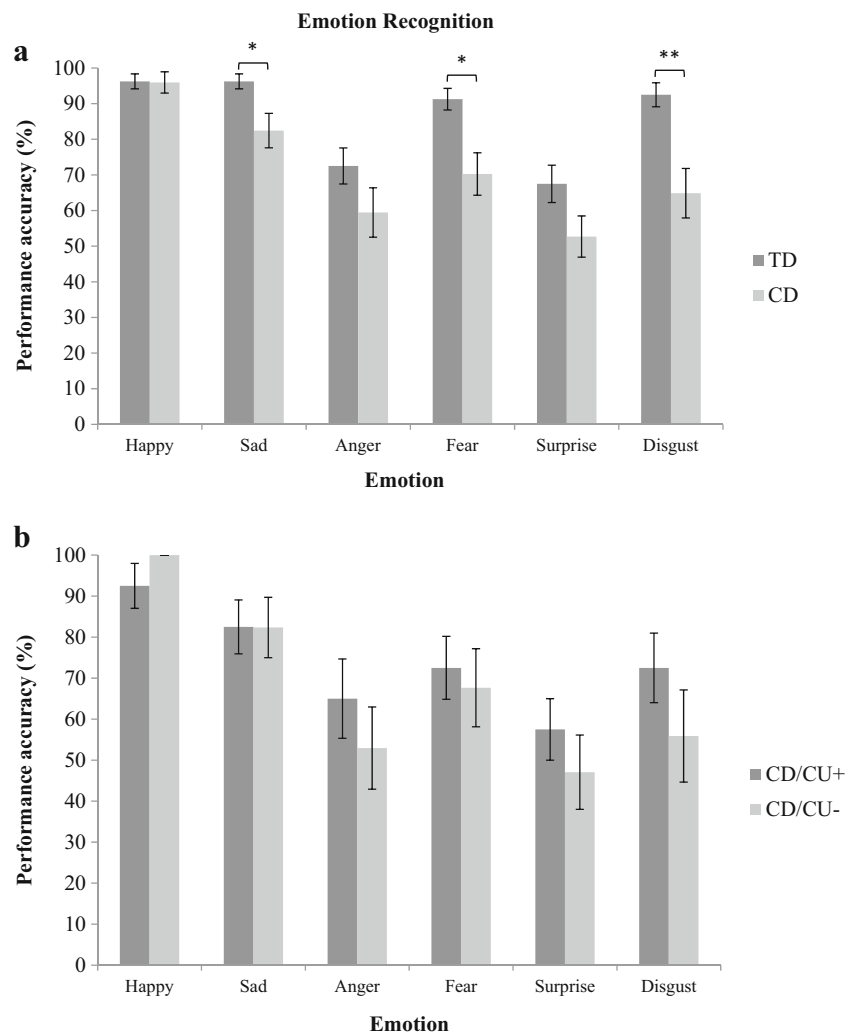 Emotion Recognition
a
* * **
100
90
80
70
60
50
40
30
20
10
0
Performance accuracy (%)
Happy Sad Anger Fear Surprise Disgust
Emotion
TD
CD
b
100
90
80
70
60
50
40
30
20
10
0
Performance accuracy (%)
Happy Sad Anger Fear Surprise Disgust
Emotion
CD/CU+
CD/CU-